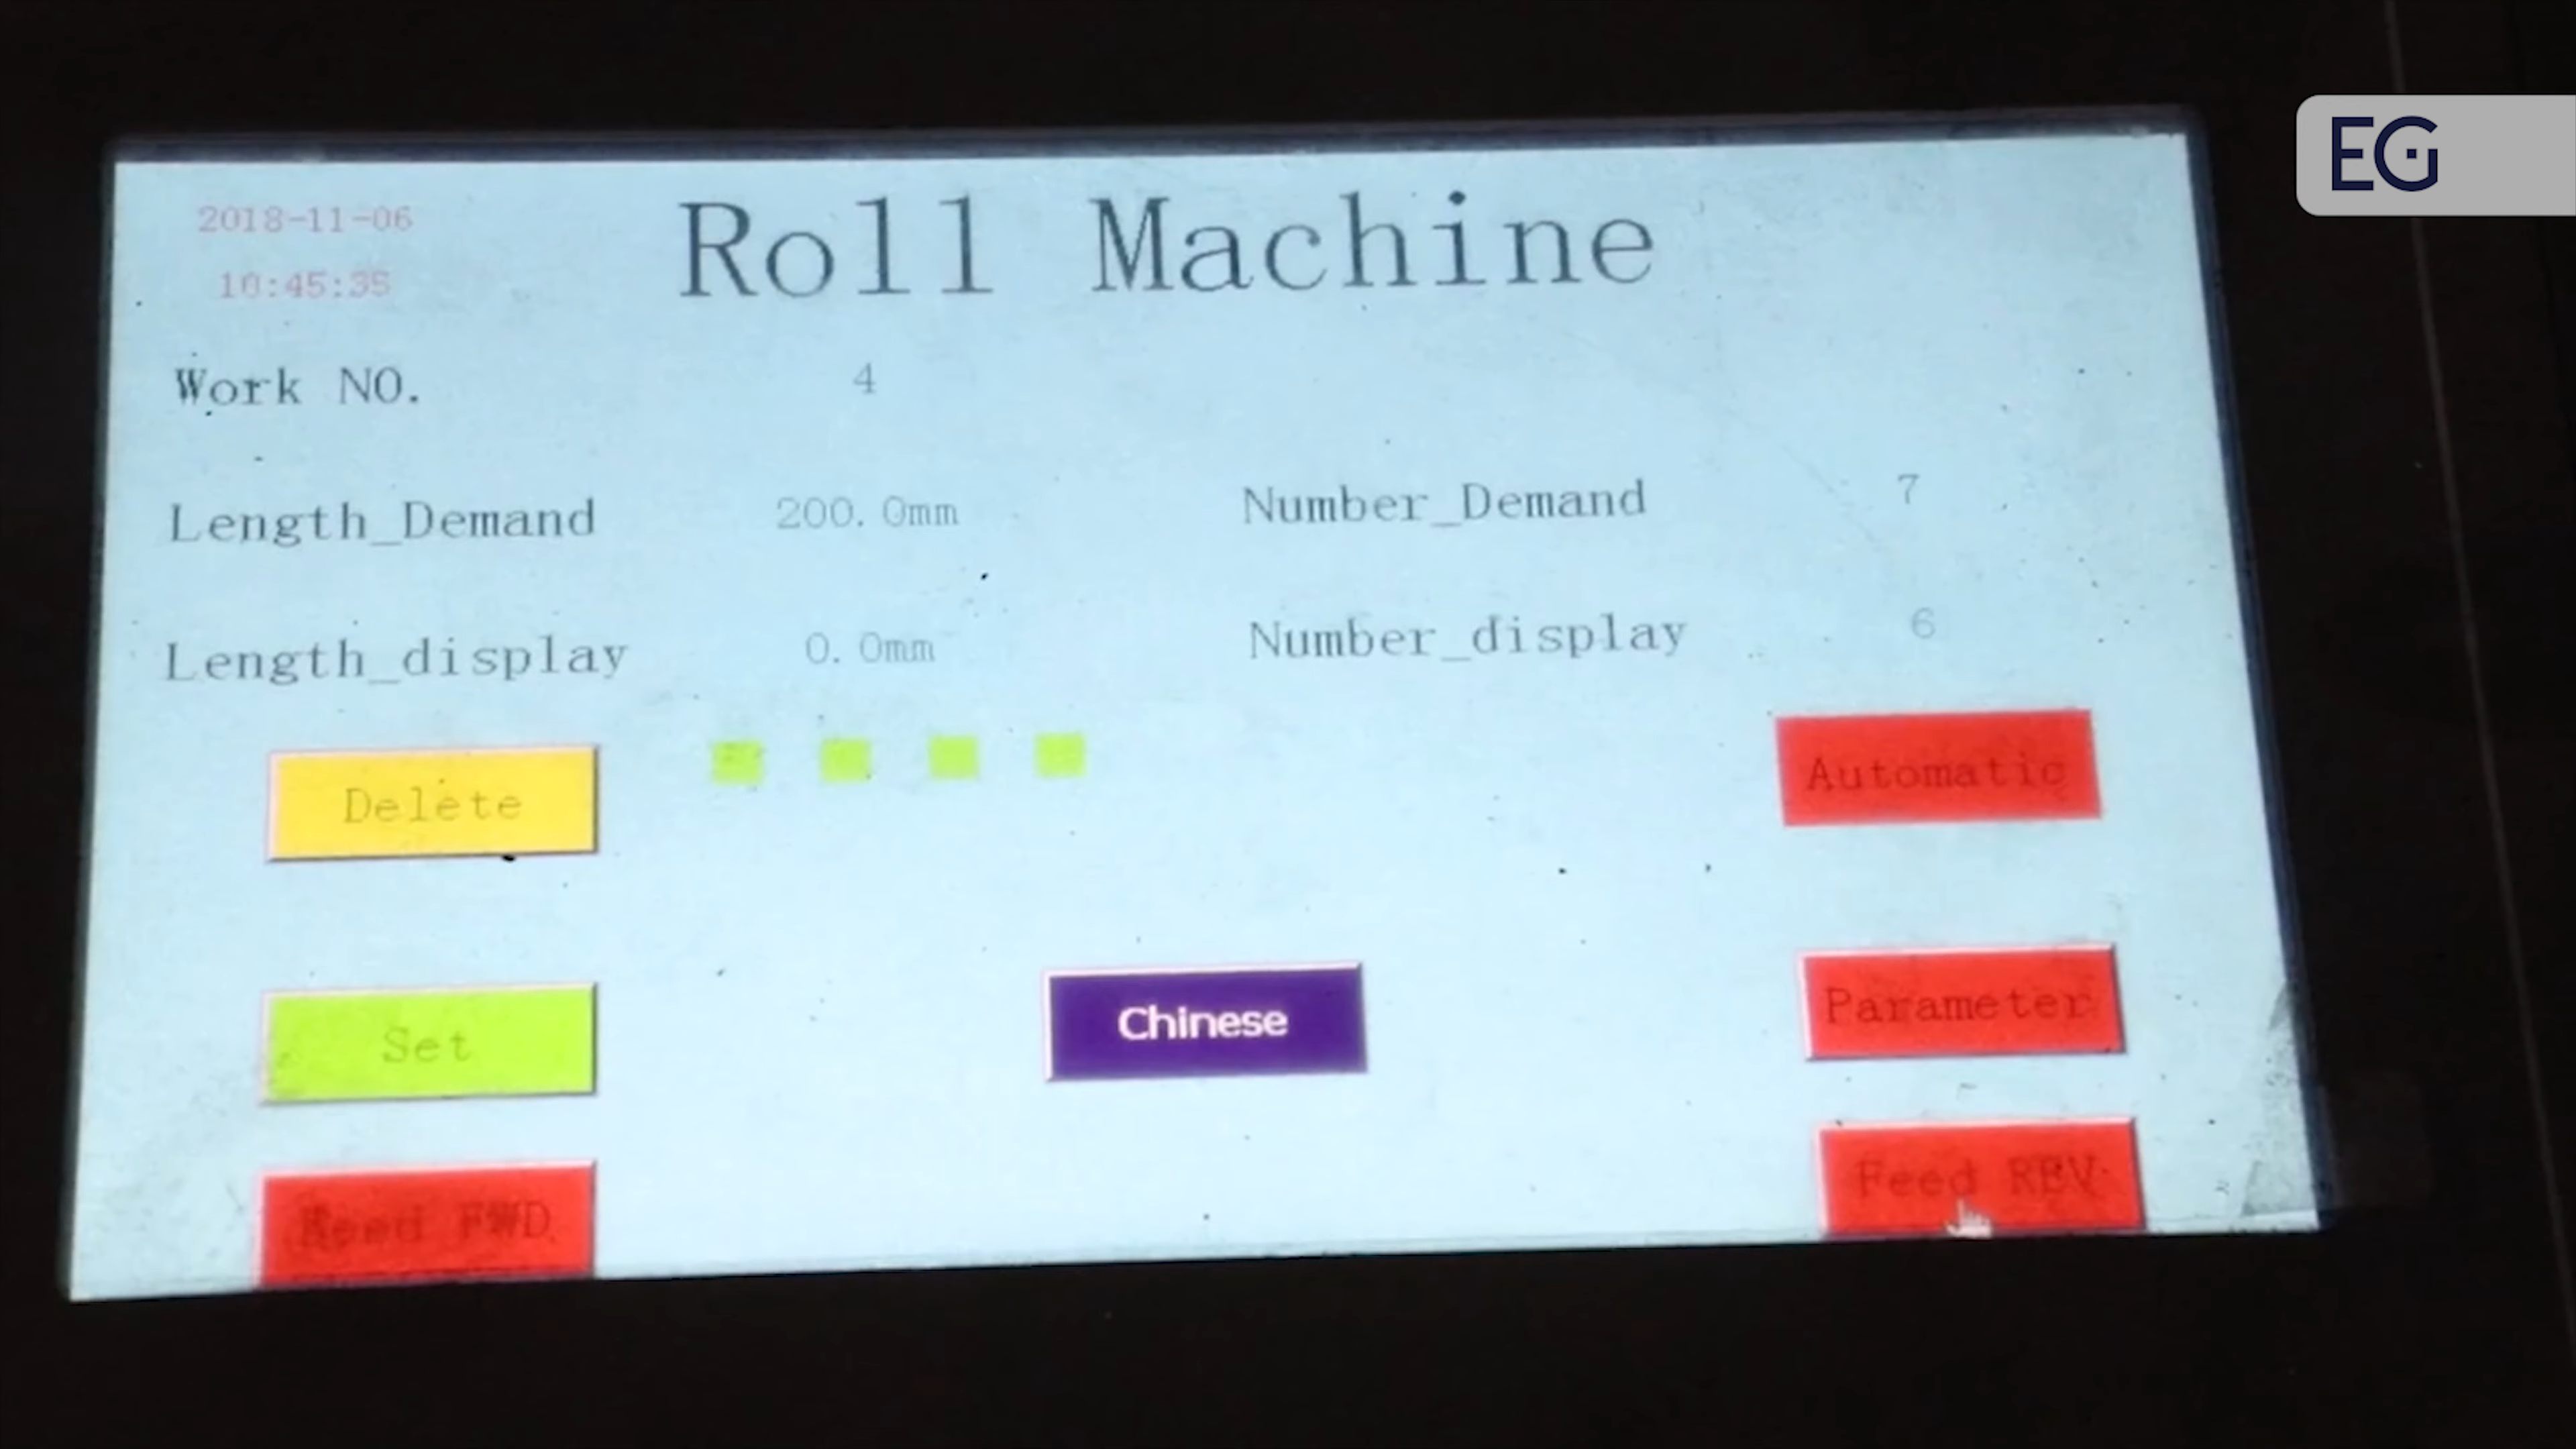 EG
2018-11-06
Roll Machine
10:45:35
Work NO. 4
Length_Demand 200.0mm Number_Demand 7
Length_display 0.0mm Number_display 6
Delete Automatic
Set Chinese Parameter
Feed FWD Feed REV